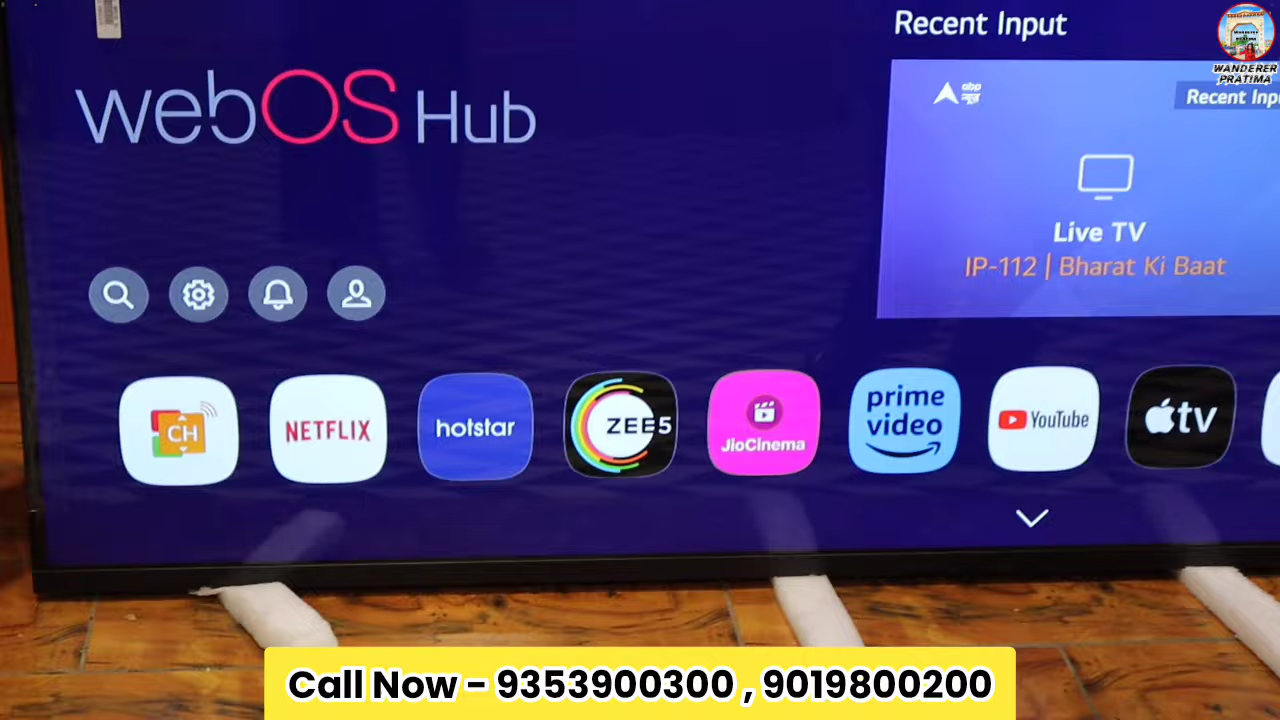 Recent Input
WANDERER
PRATIMA
webOS Hub
abp
न्यूज़
Recent Inpu
Live TV
IP-112 | Bharat Ki Baat
CH
NETFLIX
hotstar
ZEE5
JioCinema
prime
video
YouTube
tv
Call Now - 9353900300 , 9019800200